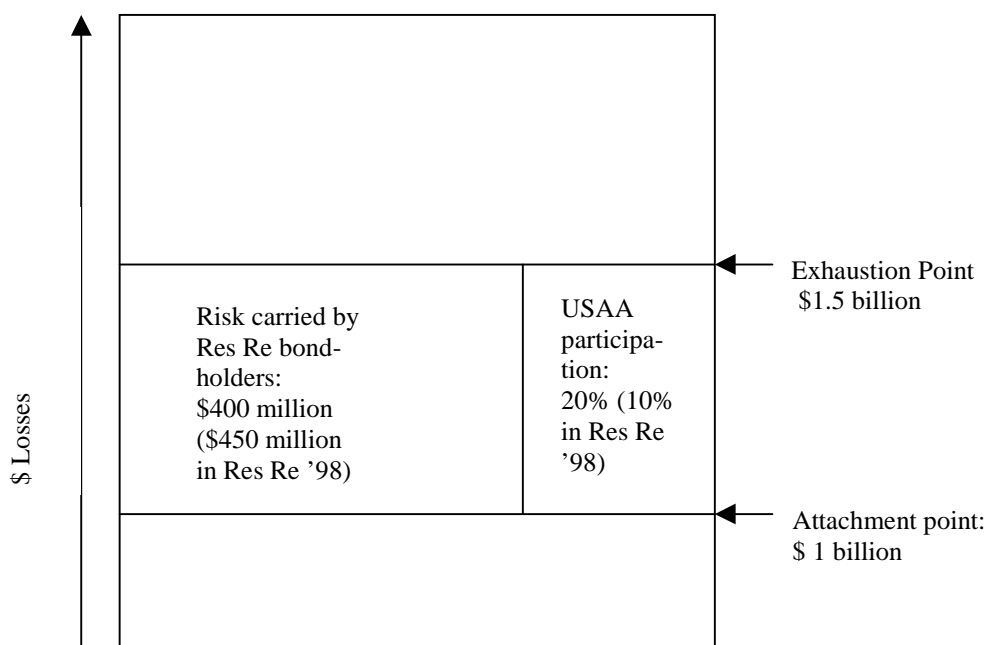 $ Losses
Risk carried by
Res Re bond-
holders:
$400 million
($450 million
in Res Re ’98)
USAA
participa-
tion:
20% (10%
in Res Re
’98)
Exhaustion Point
$1.5 billion
Attachment point:
$ 1 billion